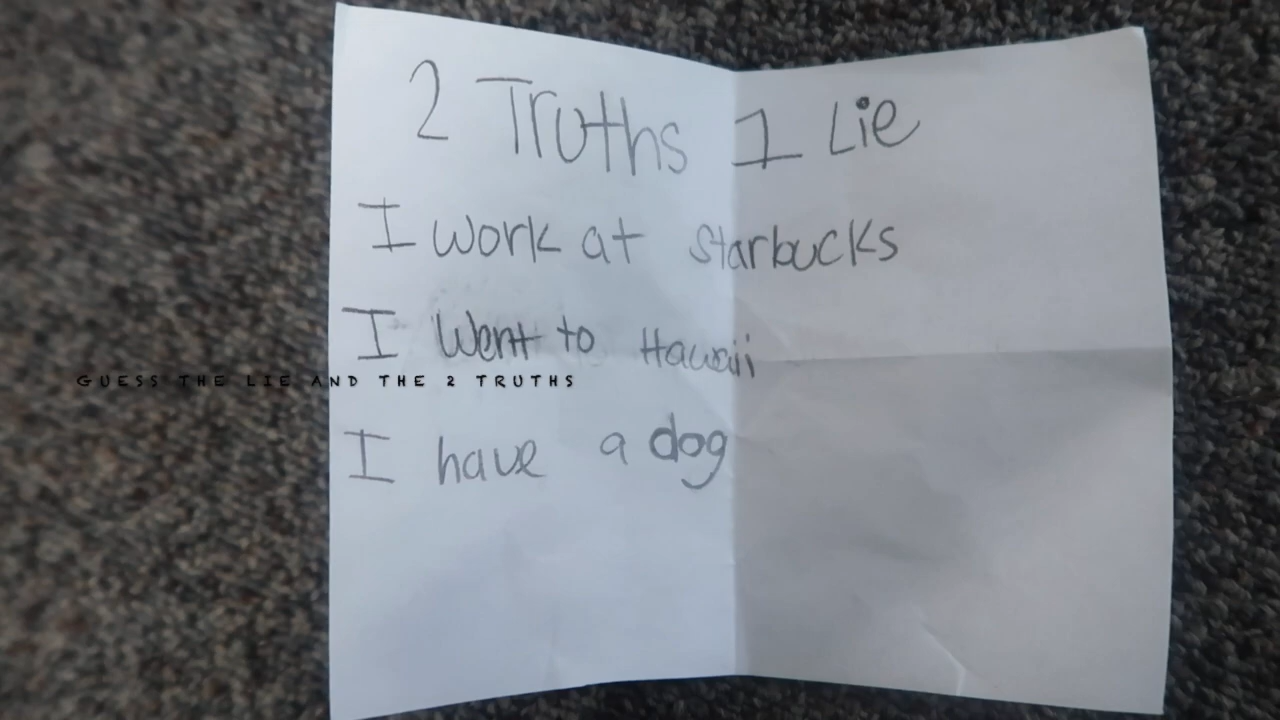 2 Truths 1 Lie
I work at starbucks
I Went to Hawaii
GUESS THE LIE AND THE 2 TRUTHS
I have a dog